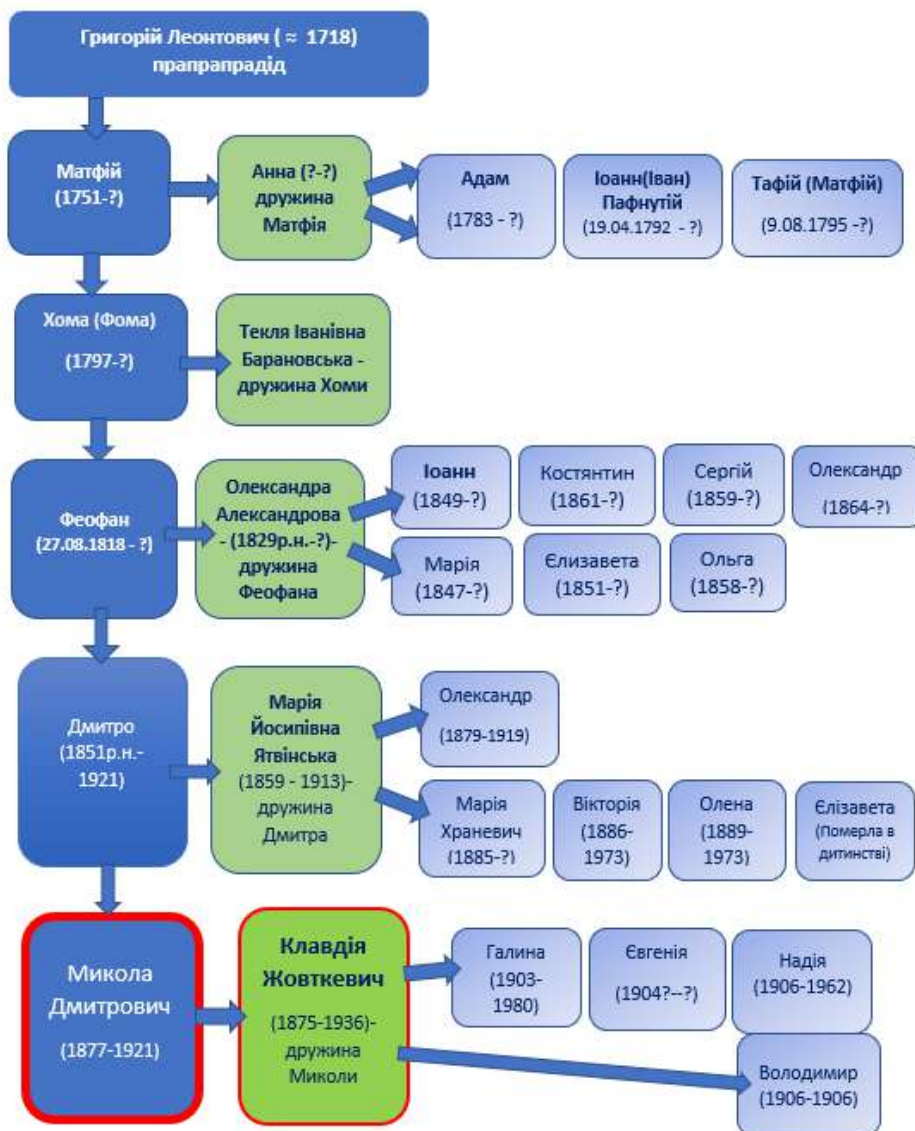 Григорій Леонтович ( ≈ 1718)
прапрапрадід
Матфій
(1751-?)
Анна (?-?)
дружина
Матфія
Адам
(1783 - ?)
Іоанн(Іван)
Пафнутій
(19.04.1792 - ?)
Тафій (Матфій)
(9.08.1795 -?)
Хома (Фома)
(1797-?)
Текля Іванівна
Барановська -
дружина Хоми
Феофан
(27.08.1818 - ?)
Олександра
Александрова
- (1829р.н.-?)-
дружина
Феофана
Іоанн
(1849-?)
Костянтин
(1861-?)
Сергій
(1859-?)
Олександр
(1864-?)
Марія
(1847-?)
Єлизавета
(1851-?)
Ольга
(1858-?)
Дмитро
(1851р.н.-
1921)
Марія
Йосипівна
Ятвінська
(1859 - 1913)-
дружина
Дмитра
Олександр
(1879-1919)
Марія
Храневич
(1885-?)
Вікторія
(1886-
1973)
Олена
(1889-
1973)
Єлізавета
(Померла в
дитинстві)
Микола
Дмитрович
(1877-1921)
Клавдія
Жовткевич
(1875-1936)-
дружина
Миколи
Галина
(1903-
1980)
Євгенія
(1904?--?)
Надія
(1906-1962)
Володимир
(1906-1906)